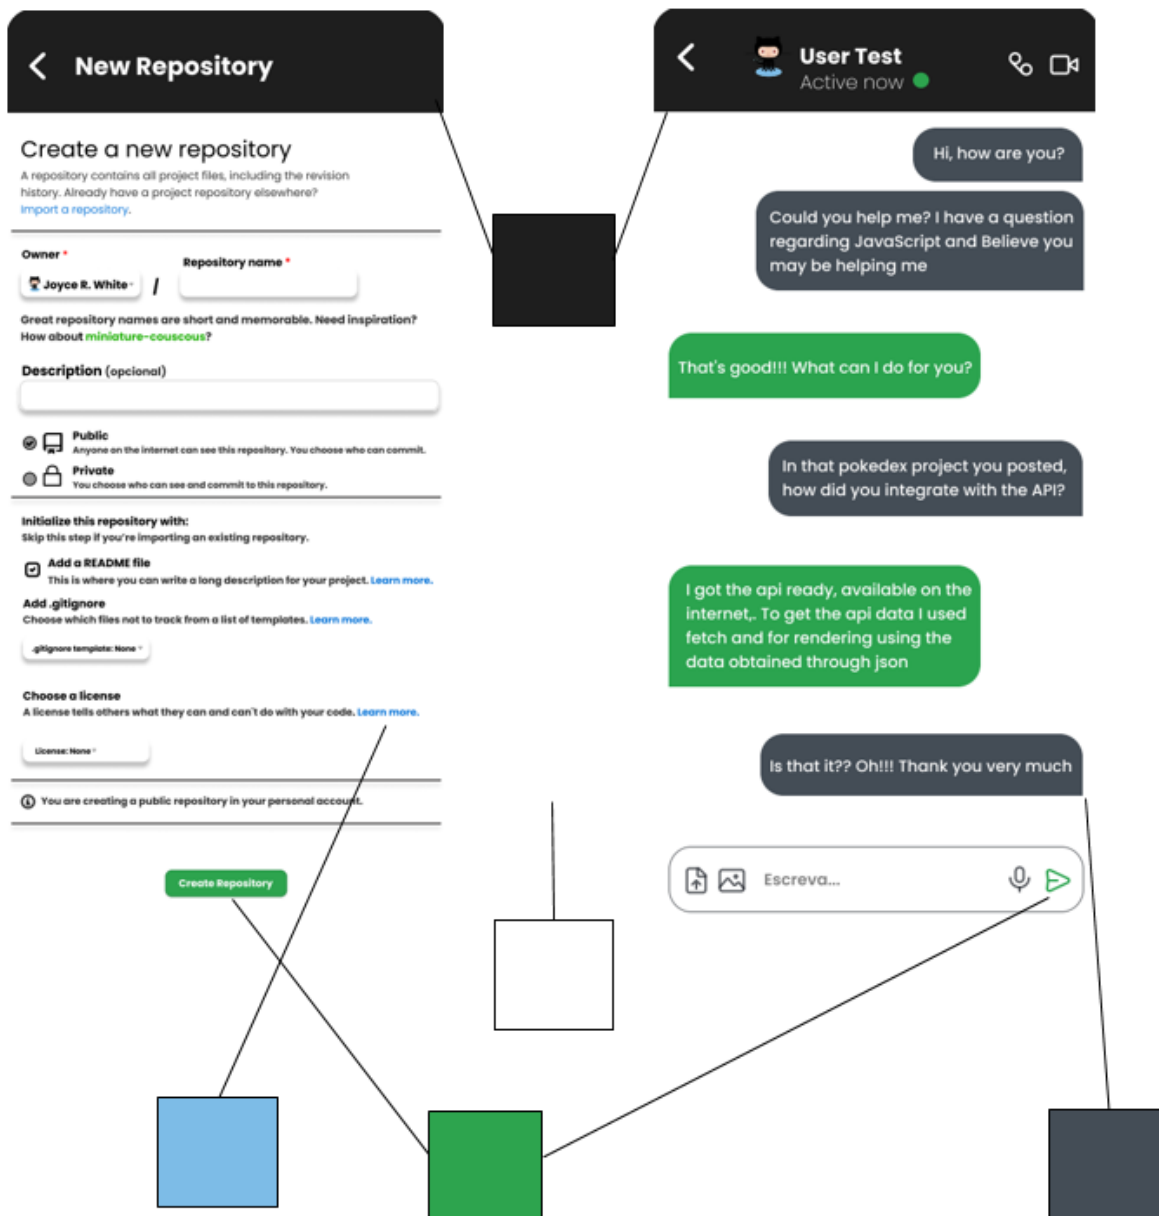 New Repository
Create a new repository
A repository contains all project files, including the revision
history. Already have a project repository elsewhere?
Import a repository.
Owner *
Repository name *
Joyce R. White
/
Great repository names are short and memorable. Need inspiration?
How about miniature-couscous?
Description (opcional)
Public
Anyone on the internet can see this repository. You choose who can commit.
Private
You choose who can see and commit to this repository.
Initialize this repository with:
Skip this step if you're importing an existing repository.
Add a README file
This is where you can write a long description for your project. Learn more.
Add .gitignore
Choose which files not to track from a list of templates. Learn more.
.gitignore template: None
Choose a license
A license tells others what they can and can't do with your code. Learn more.
License: None
You are creating a public repository in your personal account.
Create Repository
User Test
Active now
Hi, how are you?
Could you help me? I have a question
regarding JavaScript and Believe you
may be helping me
That's good!!! What can I do for you?
In that pokedex project you posted,
how did you integrate with the API?
I got the api ready, available on the
internet,. To get the api data I used
fetch and for rendering using the
data obtained through json
Is that it?? Oh!!! Thank you very much
Escreva...